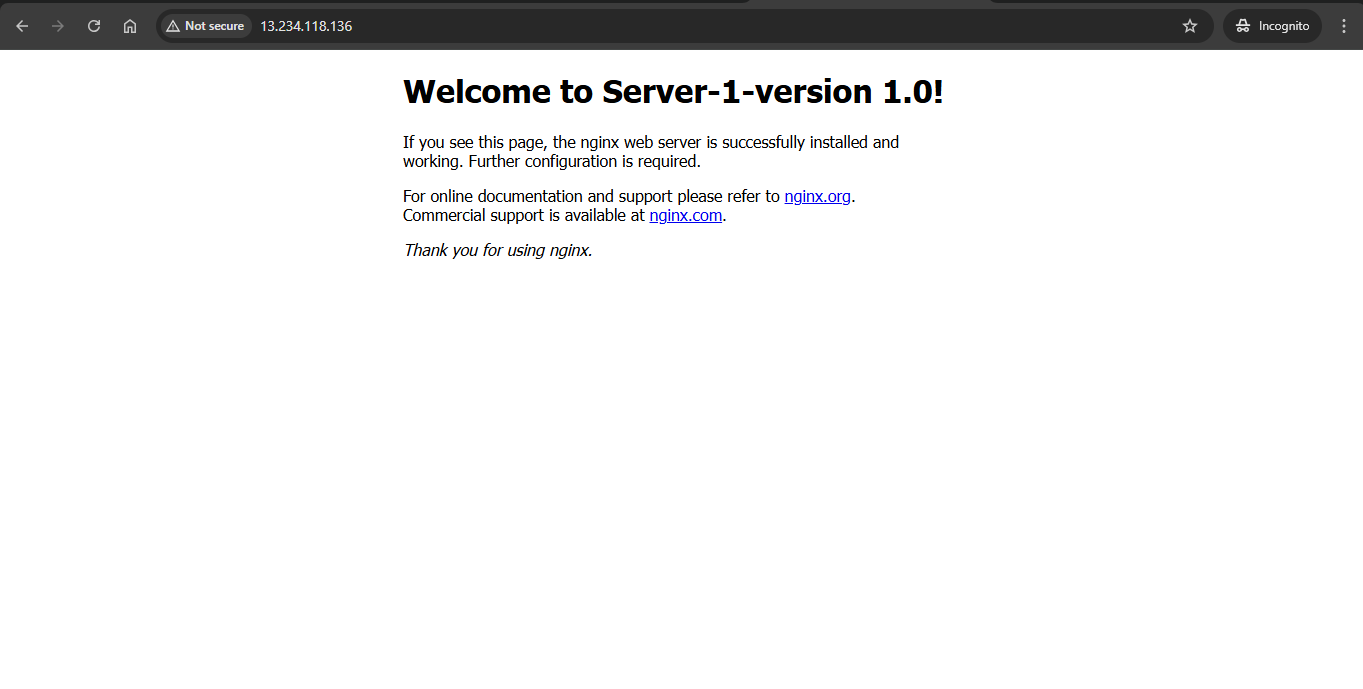 Not secure 13.234.118.136 Incognito
Welcome to Server-1-version 1.0!
If you see this page, the nginx web server is successfully installed and
working. Further configuration is required.
For online documentation and support please refer to nginx.org.
Commercial support is available at nginx.com.
Thank you for using nginx.